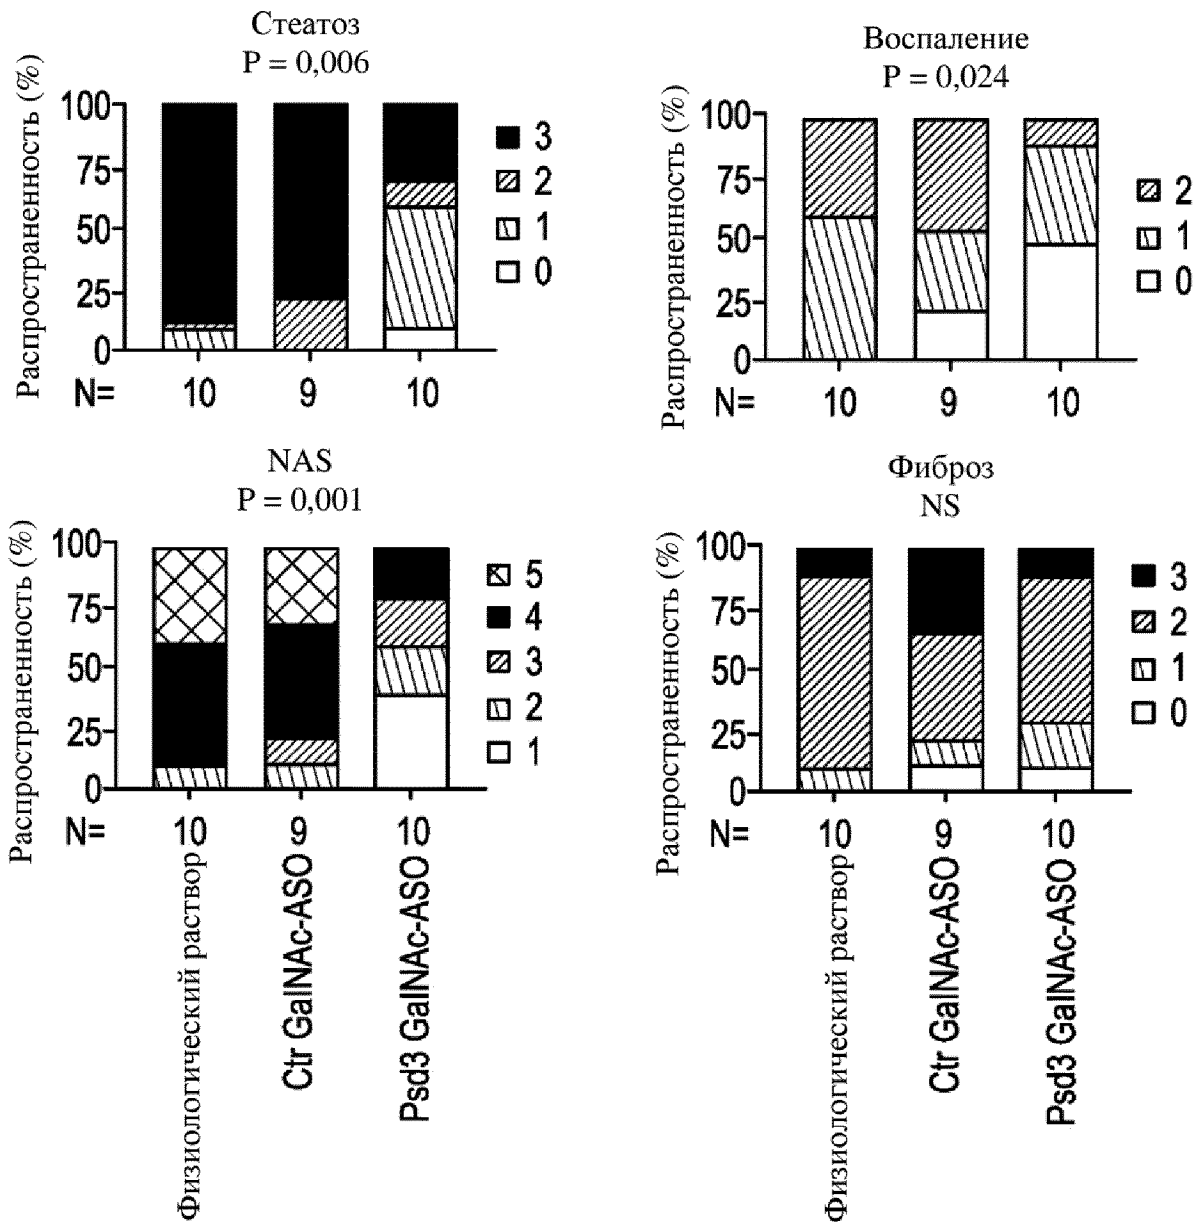 Стеатоз
P = 0,006
Распространенность (%)
100
75
50
25
0
3
2
1
0
N=
10
9
10
Воспаление
P = 0,024
Распространенность (%)
100
75
50
25
0
2
1
0
N=
10
9
10
NAS
P = 0,001
Распространенность (%)
100
75
50
25
0
5
4
3
2
1
N=
10
9
10
Физиологический раствор
Ctr GalNAc-ASO
Psd3 GalNAc-ASO
Фиброз
NS
Распространенность (%)
100
75
50
25
0
3
2
1
0
N=
10
9
10
Физиологический раствор
Ctr GalNAc-ASO
Psd3 GalNAc-ASO